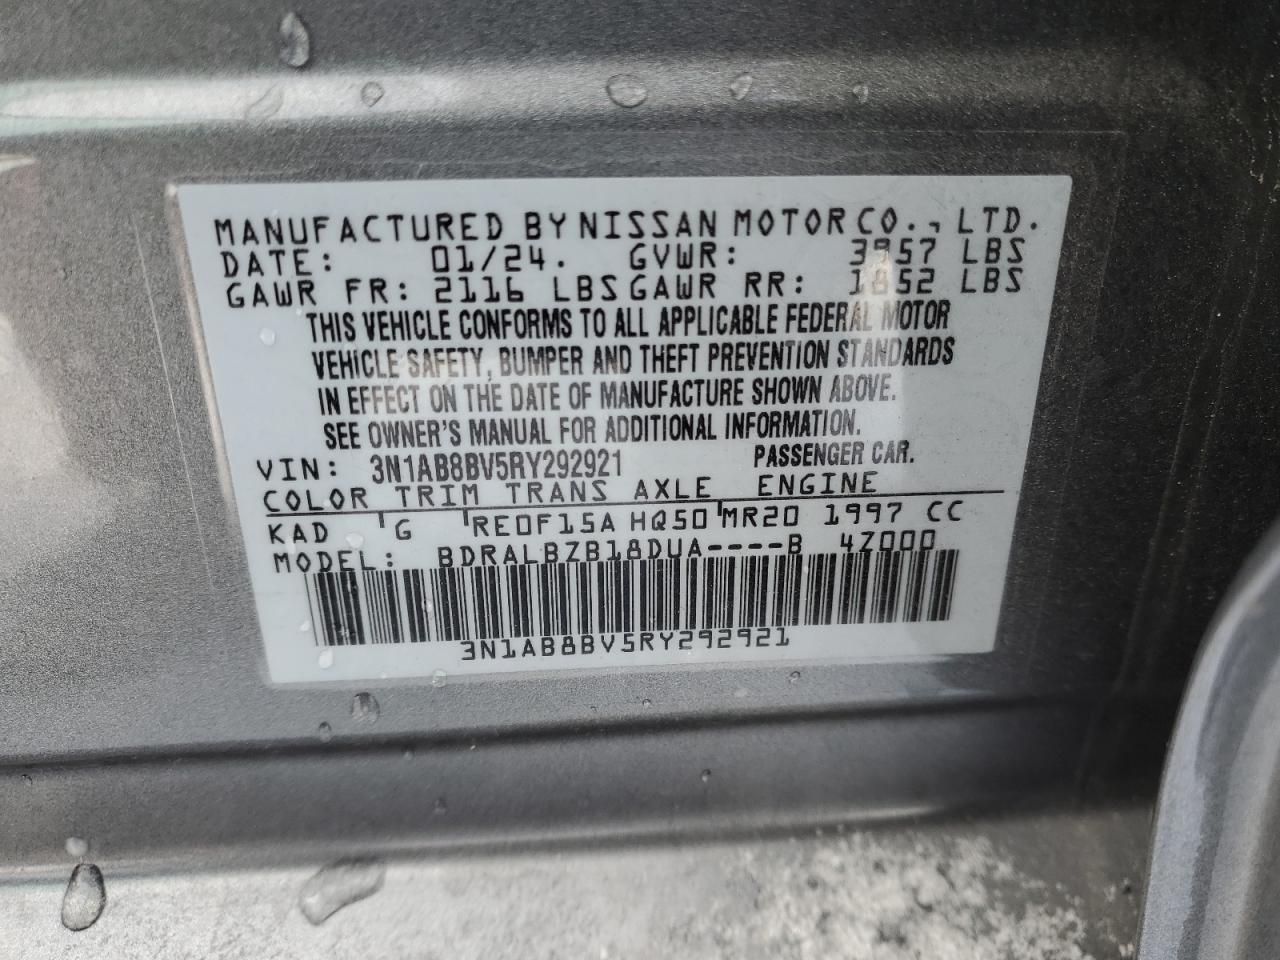 MANUFACTURED BY NISSAN MOTOR CO., LTD.
DATE: 01/24. GVWR: 3957 LBS
GAWR FR: 2116 LBS GAWR RR: 1852 LBS
THIS VEHICLE CONFORMS TO ALL APPLICABLE FEDERAL MOTOR
VEHICLE SAFETY, BUMPER AND THEFT PREVENTION STANDARDS
IN EFFECT ON THE DATE OF MANUFACTURE SHOWN ABOVE.
SEE OWNER'S MANUAL FOR ADDITIONAL INFORMATION.
VIN: 3N1AB8BV5RY292921 PASSENGER CAR.
COLOR TRIM TRANS AXLE ENGINE
KAD G RE0F15A HQ50 MR20 1997 CC
MODEL: BDRALBZB18DUA----B 4Z000
3N1AB8BV5RY292921